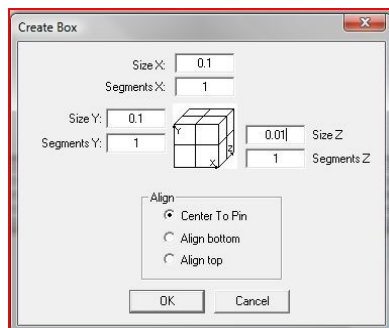 Create Box
Size X: 0.1
Segments X: 1
Size Y: 0.1
Segments Y: 1
Y
X
Z
0.01 Size Z
1 Segments Z
Align
Center To Pin
Align bottom
Align top
OK Cancel